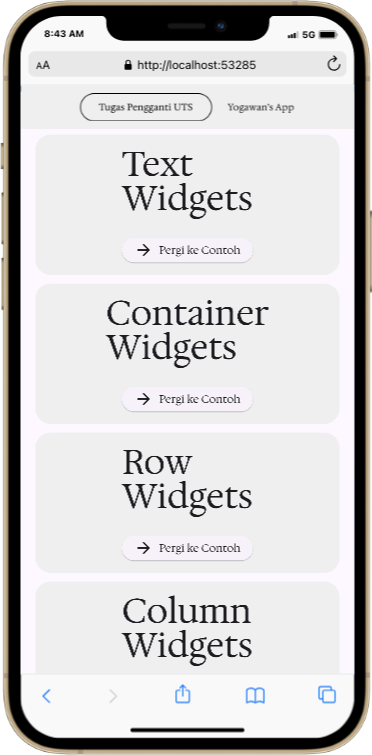 8:43 AM 5G
AA http://localhost:53285
Tugas Pengganti UTS Yogawan's App
Text
Widgets
Pergi ke Contoh
Container
Widgets
Pergi ke Contoh
Row
Widgets
Pergi ke Contoh
Column
Widgets